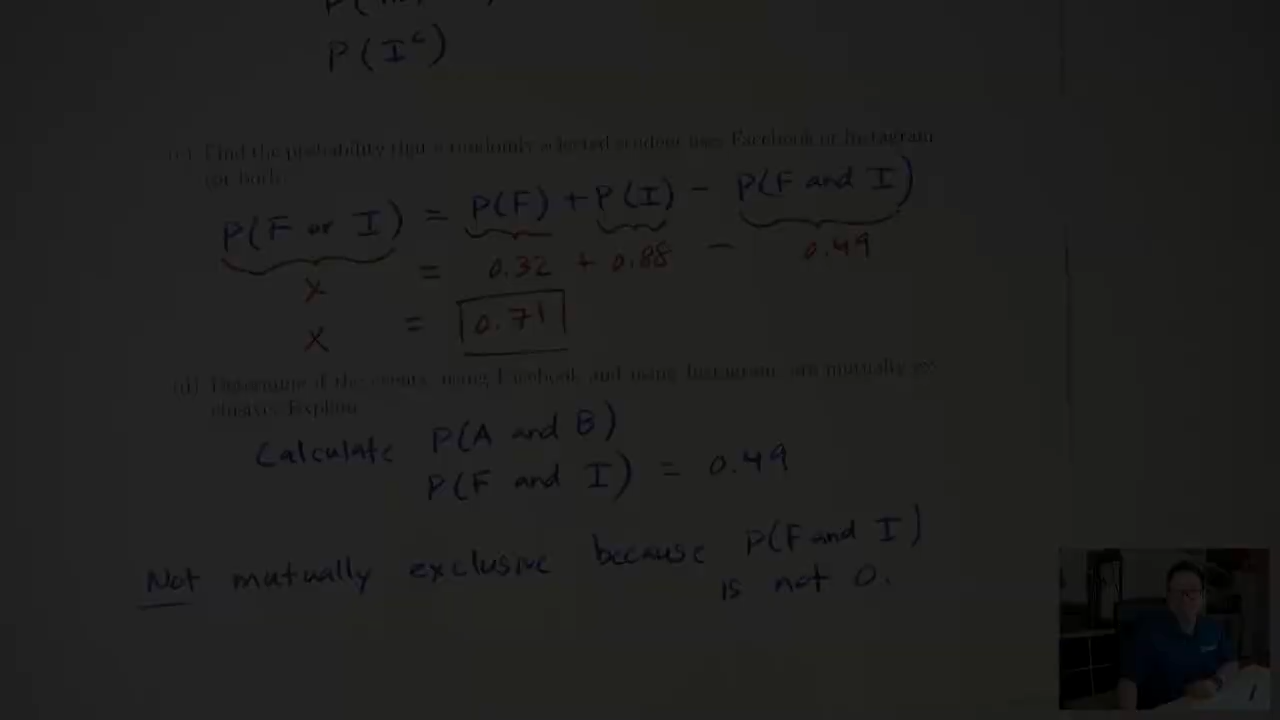 P(I^c)
Find the probability that a randomly selected student uses Facebook or Instagram
(or both).
P(F or I) = P(F) + P(I) - P(F and I)
x = 0.32 + 0.88 - 0.49
x = 0.71
(d) Determine if the events, using Facebook and using Instagram, are mutually ex-
clusive. Explain.
Calculate P(A and B)
P(F and I) = 0.49
Not mutually exclusive because P(F and I)
is not 0.